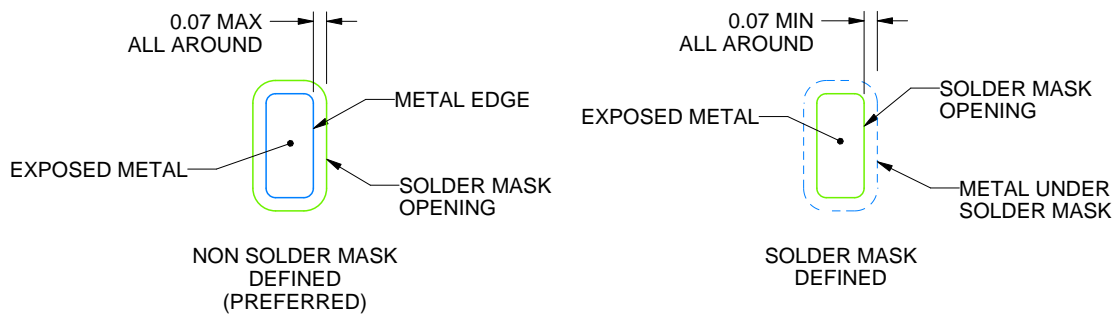 0.07 MAX
ALL AROUND
METAL EDGE
EXPOSED METAL
SOLDER MASK
OPENING
NON SOLDER MASK
DEFINED
(PREFERRED)
0.07 MIN
ALL AROUND
SOLDER MASK
OPENING
EXPOSED METAL
METAL UNDER
SOLDER MASK
SOLDER MASK
DEFINED